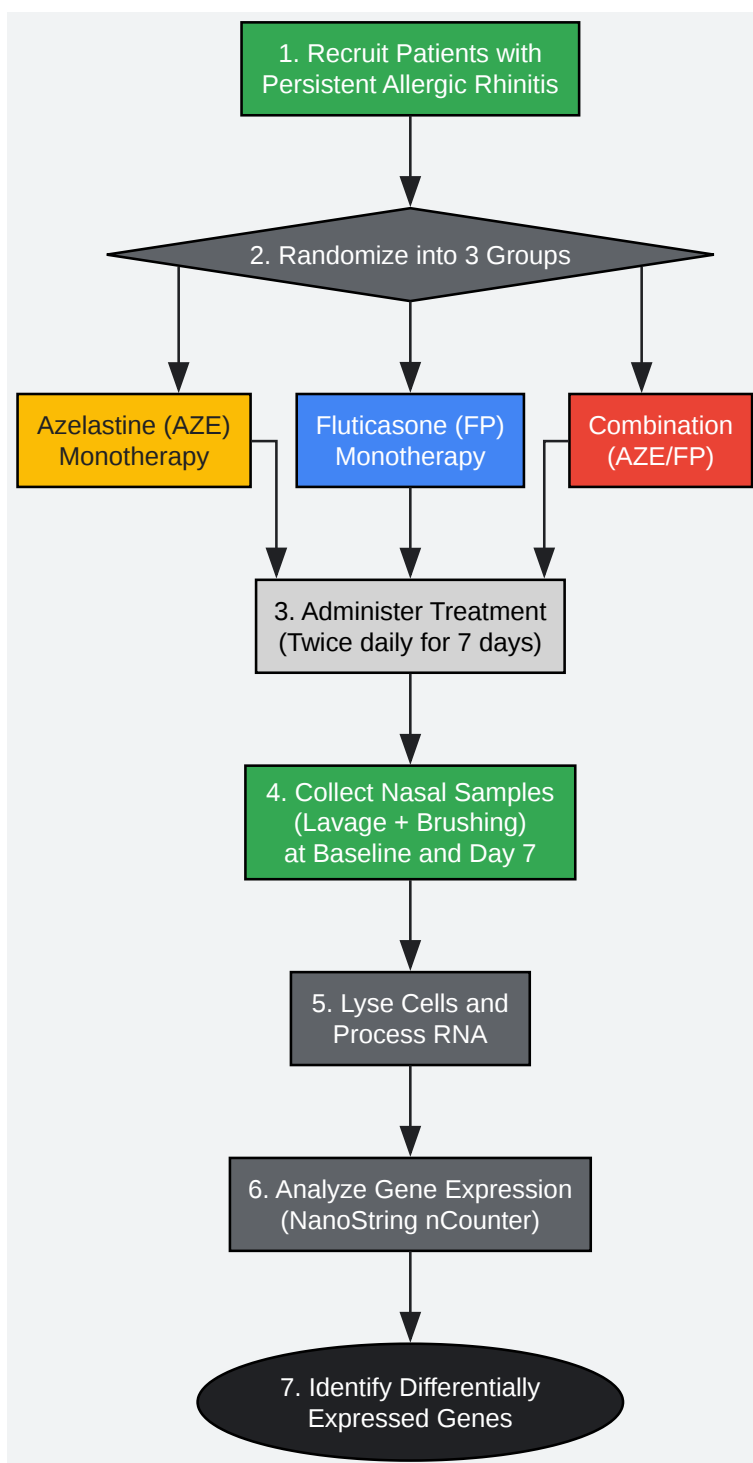 1. Recruit Patients with
Persistent Allergic Rhinitis
2. Randomize into 3 Groups
Azelastine (AZE)
Monotherapy
Fluticasone (FP)
Monotherapy
Combination
(AZE/FP)
3. Administer Treatment
(Twice daily for 7 days)
4. Collect Nasal Samples
(Lavage + Brushing)
at Baseline and Day 7
5. Lyse Cells and
Process RNA
6. Analyze Gene Expression
(NanoString nCounter)
7. Identify Differentially
Expressed Genes